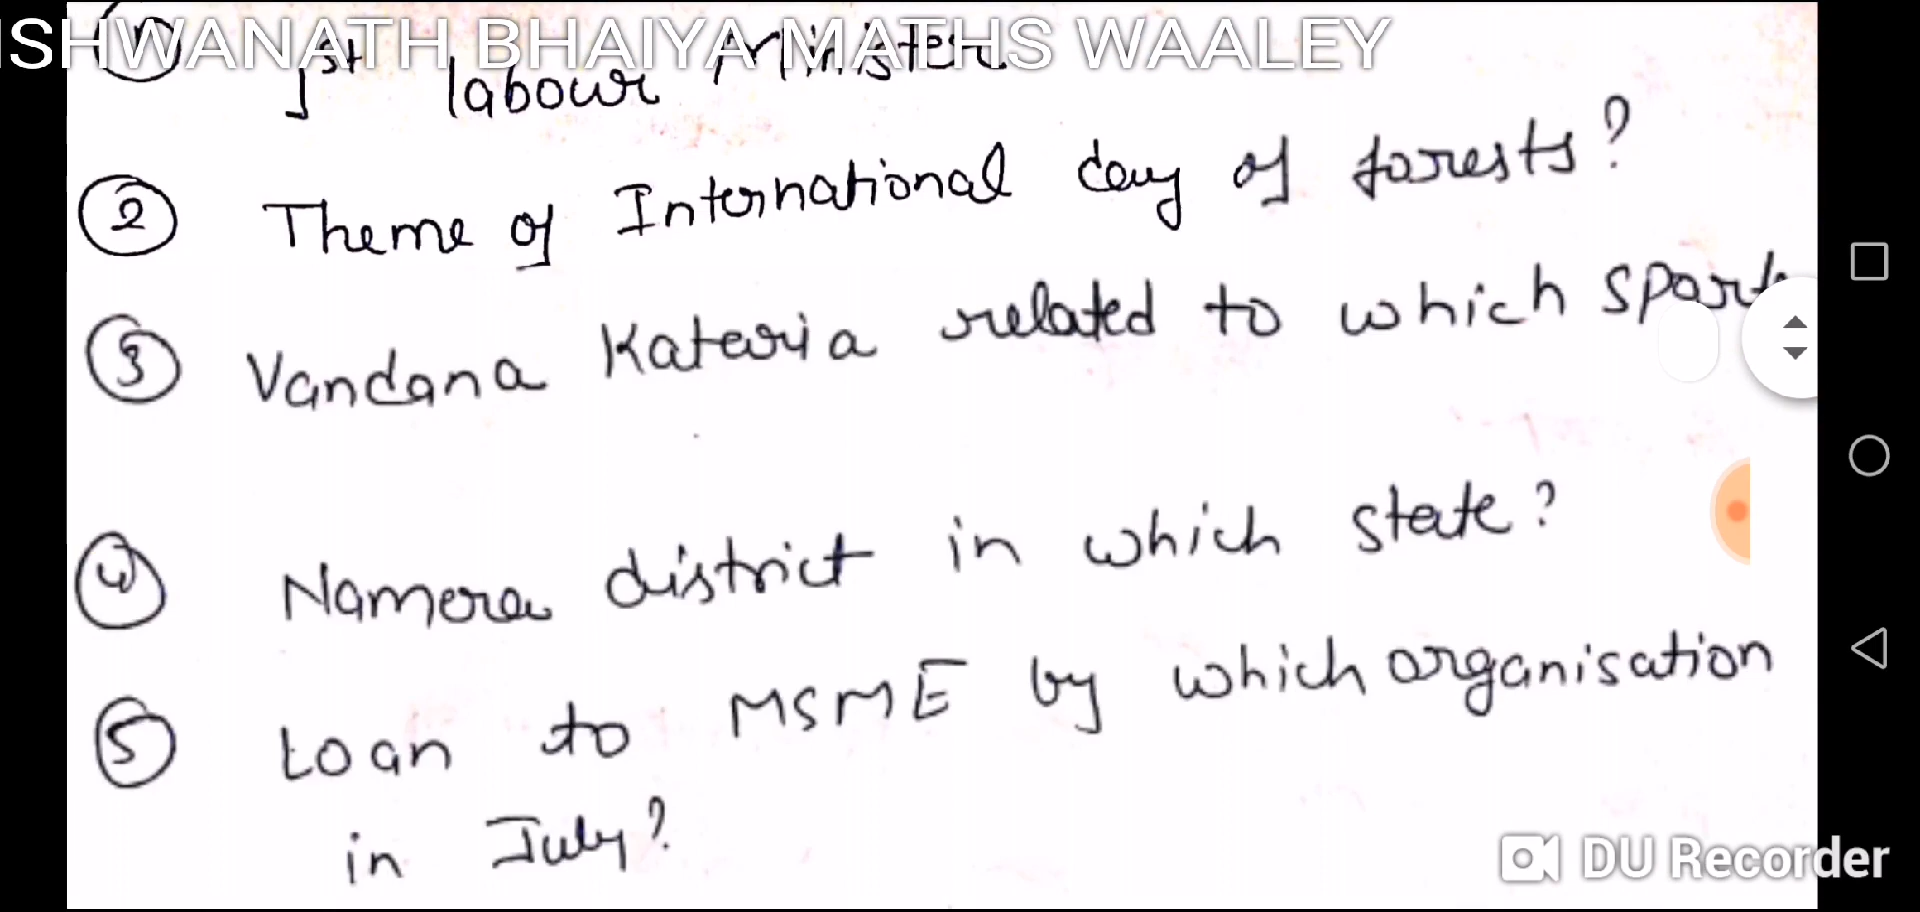 SHWANATH BHAIYA MATHS WAALEY
1 1st labour Minister
2 Theme of International day of forests?
3 Vandana Kataria related to which sport
4 Namera district in which state?
5 Loan to MSME by which organisation
in July?
DU Recorder